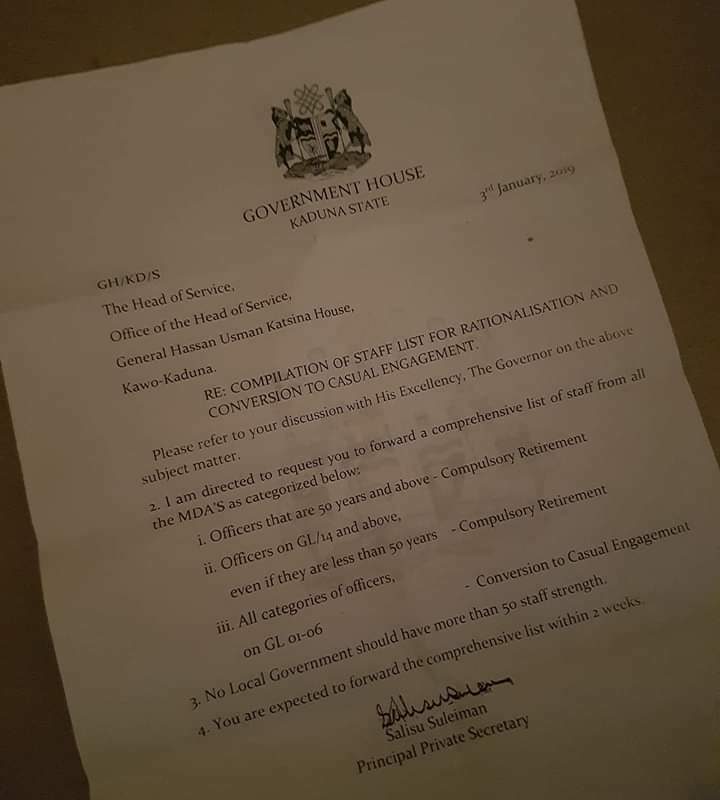 GOVERNMENT HOUSE
KADUNA STATE
3rd January, 2019
GH/KD/S
The Head of Service,
Office of the Head of Service,
General Hassan Usman Katsina House,
Kawo-Kaduna.
RE: COMPILATION OF STAFF LIST FOR RATIONALISATION AND
CONVERSION TO CASUAL ENGAGEMENT.
Please refer to your discussion with His Excellency, The Governor on the above
subject matter.
2. I am directed to request you to forward a comprehensive list of staff from all
the MDA'S as categorized below:
i. Officers that are 50 years and above - Compulsory Retirement
ii. Officers on GL/14 and above,
even if they are less than 50 years - Compulsory Retirement
iii. All categories of officers,
on GL 01-06 - Conversion to Casual Engagement
3. No Local Government should have more than 50 staff strength.
4. You are expected to forward the comprehensive list within 2 weeks.
Salisu Suleiman
Principal Private Secretary